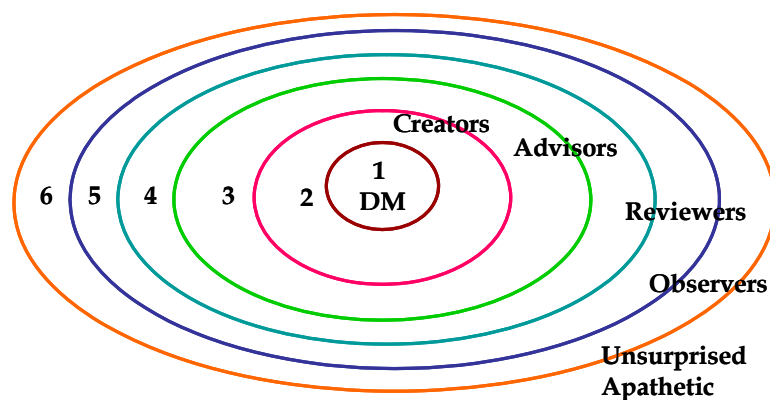 Creators
Advisors
1
DM
6 5 4 3 2
Reviewers
Observers
Unsurprised
Apathetic